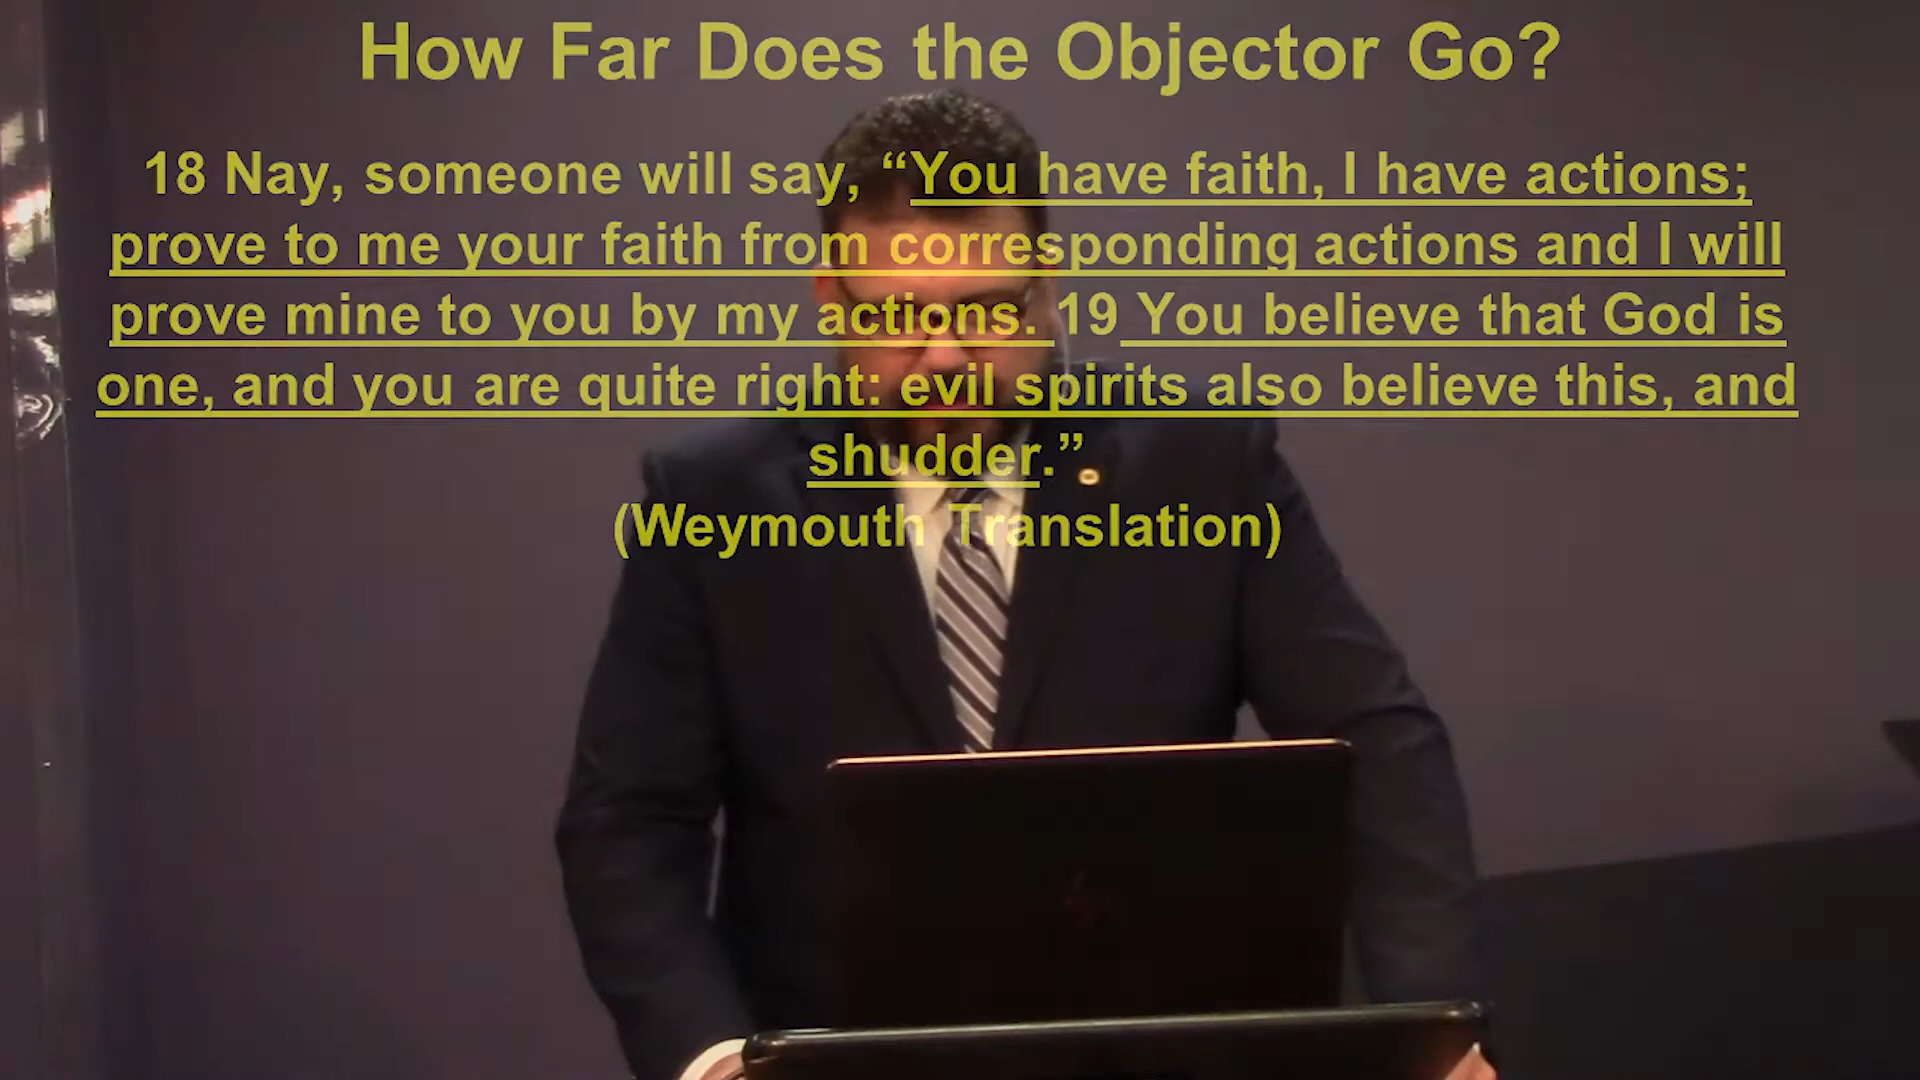 How Far Does the Objector Go?
18 Nay, someone will say, “You have faith, I have actions;
prove to me your faith from corresponding actions and I will
prove mine to you by my actions. 19 You believe that God is
one, and you are quite right: evil spirits also believe this, and
shudder.”
(Weymouth Translation)